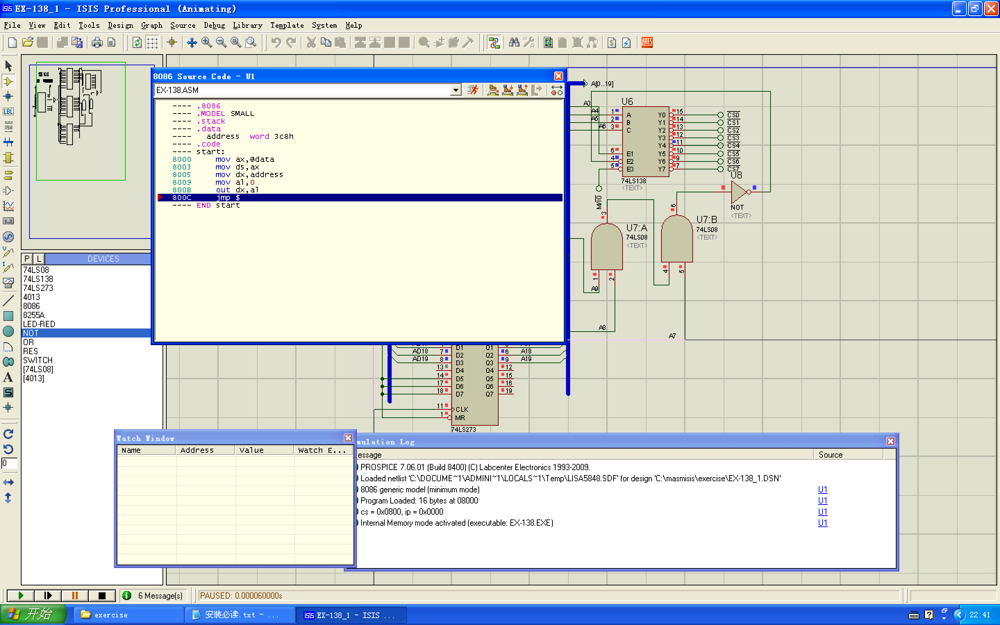 EX-138_1 - ISIS Professional (Animating)
File View Edit Tools Design Graph Source Debug Library Template System Help
ARES
LBL
8086 Source Code - U1
EX-138.ASM
---- .8086
---- .MODEL SMALL
---- .stack
---- .data
---- address word 3c8h
---- .code
---- start:
8000 mov ax,@data
8003 mov ds,ax
8005 mov dx,address
8009 mov al,0
800B out dx,al
800C jmp $
---- END start
P L DEVICES
74LS08
74LS138
74LS273
4013
8086
8255A
LED-RED
NOT
OR
RES
SWITCH
[74LS08]
[4013]
0
A[0..19]
U6
A3
A4
A5
A6
1 A Y0 15 CS0
2 B Y1 14 CS1
3 C Y2 13 CS2
Y3 12 CS3
Y4 11 CS4
6 E1 Y5 10 CS5
4 E2 Y6 9 CS6
5 E3 Y7 7 CS7
74LS138
<TEXT>
M/IO
U8
NOT
<TEXT>
3
U7:A
74LS08
<TEXT>
1
2
6
U7:B
74LS08
<TEXT>
4
5
A8
A7
D1 Q1
AD18 7 D2 Q2 6 A18
AD19 8 D3 Q3 9 A19
13 D4 Q4 12
14 D5 Q5 15
17 D6 Q6 16
18 D7 Q7 19
11 CLK
1 MR
74LS273
Watch Window
Name Address Value Watch E...
mulation Log
essage Source
PROSPICE 7.06.01 (Build 8400) (C) Labcenter Electronics 1993-2009.
Loaded netlist 'C:\DOCUME~1\ADMINI~1\LOCALS~1\Temp\LISA5848.SDF' for design 'C:\masmisis\exercise\EX-138_1.DSN'
8086 generic model (minimum mode) U1
Program Loaded: 16 bytes at 08000 U1
cs = 0x0800, ip = 0x0000 U1
Internal Memory mode activated (executable: EX-138.EXE) U1
6 Message(s) PAUSED: 0.000060000s
开始 exercise 安装必读.txt - ... EX-138_1 - ISIS ... 22:41